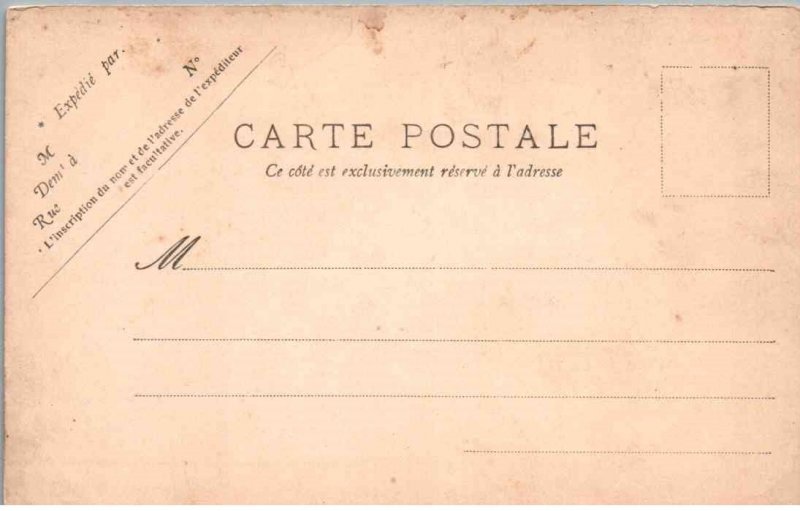 * Expédié par.
M
Dem.ᵗ à
Rue N°
* L'inscription du nom et de l'adresse de l'expéditeur
est facultative.
CARTE POSTALE
Ce côté est exclusivement réservé à l'adresse
M